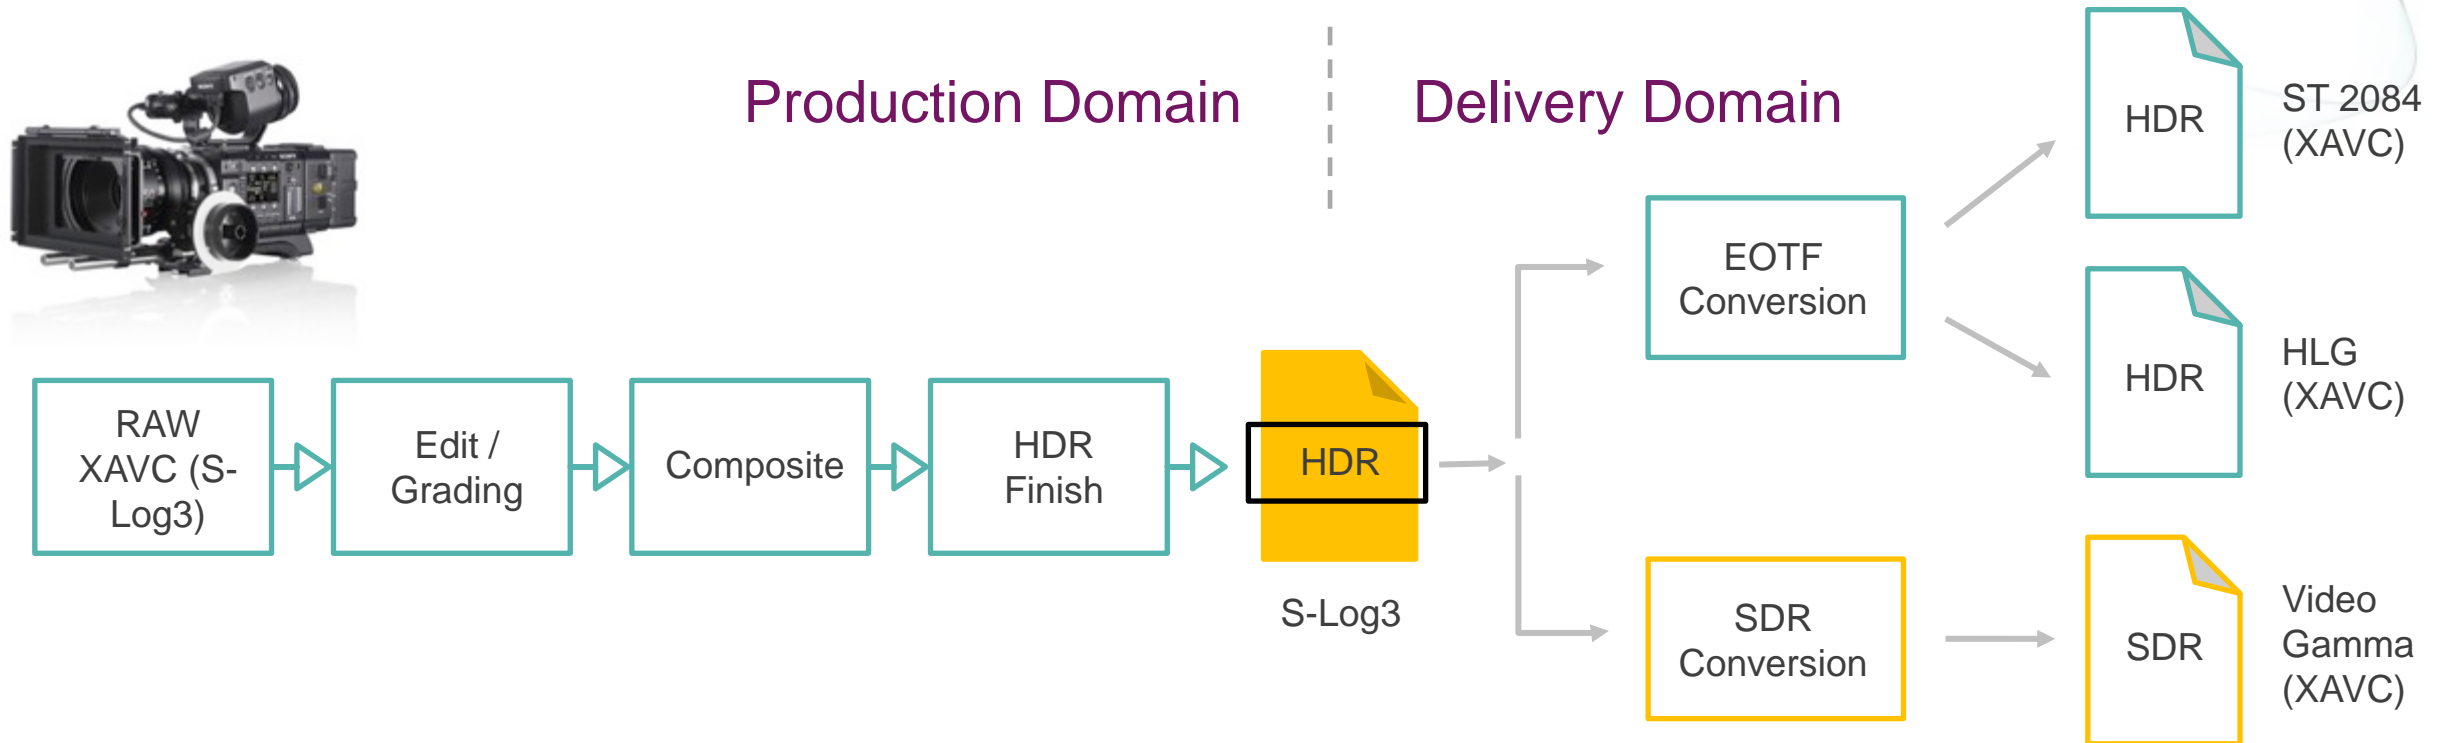 Production Domain
Delivery Domain
RAW
XAVC (S-
Log3)
Edit /
Grading
Composite
HDR
Finish
HDR
S-Log3
EOTF
Conversion
SDR
Conversion
HDR
ST 2084
(XAVC)
HDR
HLG
(XAVC)
SDR
Video
Gamma
(XAVC)